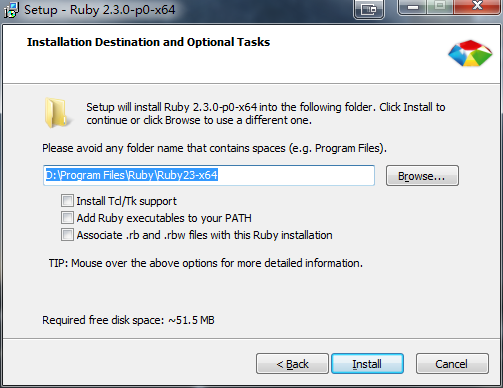 Setup - Ruby 2.3.0-p0-x64
Installation Destination and Optional Tasks
Setup will install Ruby 2.3.0-p0-x64 into the following folder. Click Install to
continue or click Browse to use a different one.
Please avoid any folder name that contains spaces (e.g. Program Files).
D:\Program Files\Ruby\Ruby23-x64
Browse...
Install Tcl/Tk support
Add Ruby executables to your PATH
Associate .rb and .rbw files with this Ruby installation
TIP: Mouse over the above options for more detailed information.
Required free disk space: ~51.5 MB
< Back
Install
Cancel